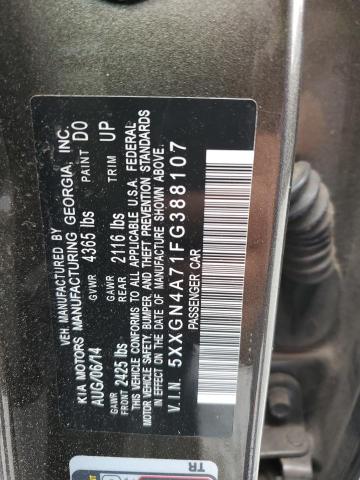 VEH. MANUFACTURED BY
KIA MOTORS MANUFACTURING GEORGIA, INC.
AUG/06/14 GVWR 4365 lbs PAINT D0
GAWR FRONT 2425 lbs GAWR REAR 2116 lbs TRIM UP
THIS VEHICLE CONFORMS TO ALL APPLICABLE U.S.A. FEDERAL
MOTOR VEHICLE SAFETY, BUMPER, AND THEFT PREVENTION STANDARDS
IN EFFECT ON THE DATE OF MANUFACTURE SHOWN ABOVE.
V.I.N. 5XXGN4A71FG388107
PASSENGER CAR
TR